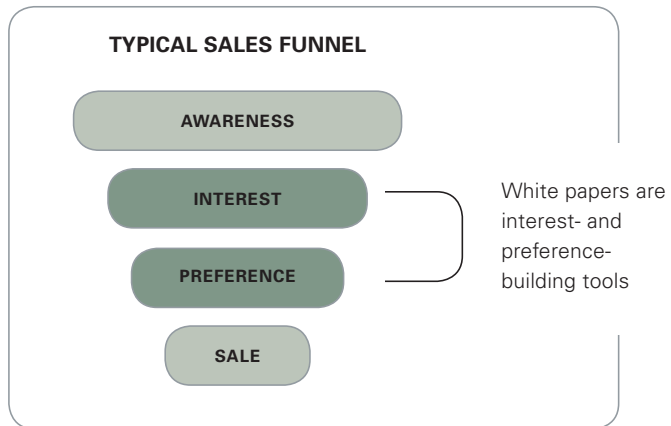 TYPICAL SALES FUNNEL
AWARENESS
INTEREST
PREFERENCE
SALE
White papers are
interest- and
preference-
building tools